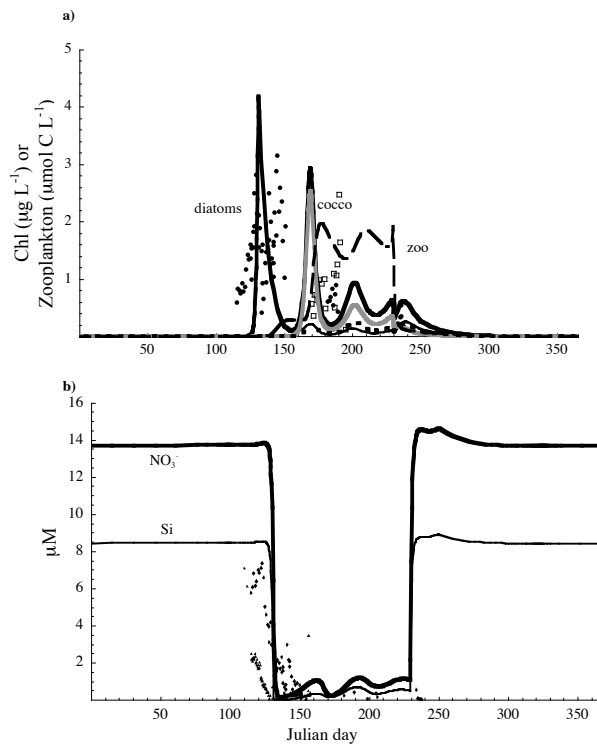 a)
5
4
3
2
1
Chl (μg L⁻¹) or
Zooplankton (μmol C L⁻¹)
diatoms
cocco
zoo
50 100 150 200 250 300 350
b)
16
14
12
10
8
6
4
2
μM
NO₃⁻
Si
50 100 150 200 250 300 350
Julian day